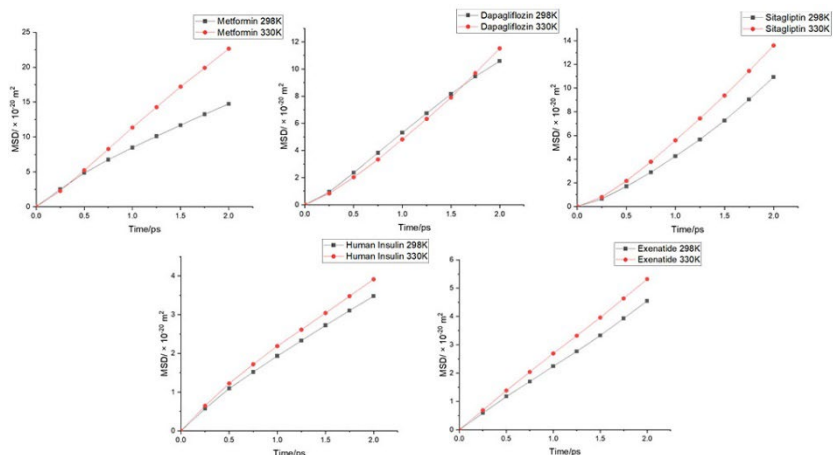 Metformin 298K
Metformin 330K
25
20
15
10
5
0
MSD/ × 10⁻²⁰ m²
0.0 0.5 1.0 1.5 2.0
Time/ps
Dapagliflozin 298K
Dapagliflozin 330K
12
10
8
6
4
2
0
MSD/ × 10⁻²⁰ m²
0.0 0.5 1.0 1.5 2.0
Time/ps
Sitagliptin 298K
Sitagliptin 330K
14
12
10
8
6
4
2
0
MSD/ × 10⁻²⁰ m²
0.0 0.5 1.0 1.5 2.0
Time/ps
Human Insulin 298K
Human Insulin 330K
4
3
2
1
0
MSD/ × 10⁻²⁰ m²
0.0 0.5 1.0 1.5 2.0
Time/ps
Exenatide 298K
Exenatide 330K
6
5
4
3
2
1
0
MSD/ × 10⁻²⁰ m²
0.0 0.5 1.0 1.5 2.0
Time/ps